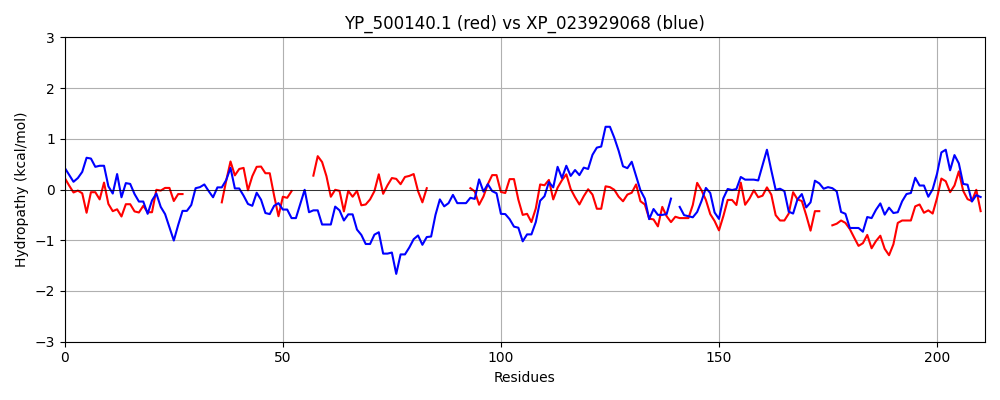 YP_500140.1 (red) vs XP_023929068 (blue)
Hydropathy (kcal/mol)
3
2
1
0
−1
−2
−3
0 50 100 150 200
Residues